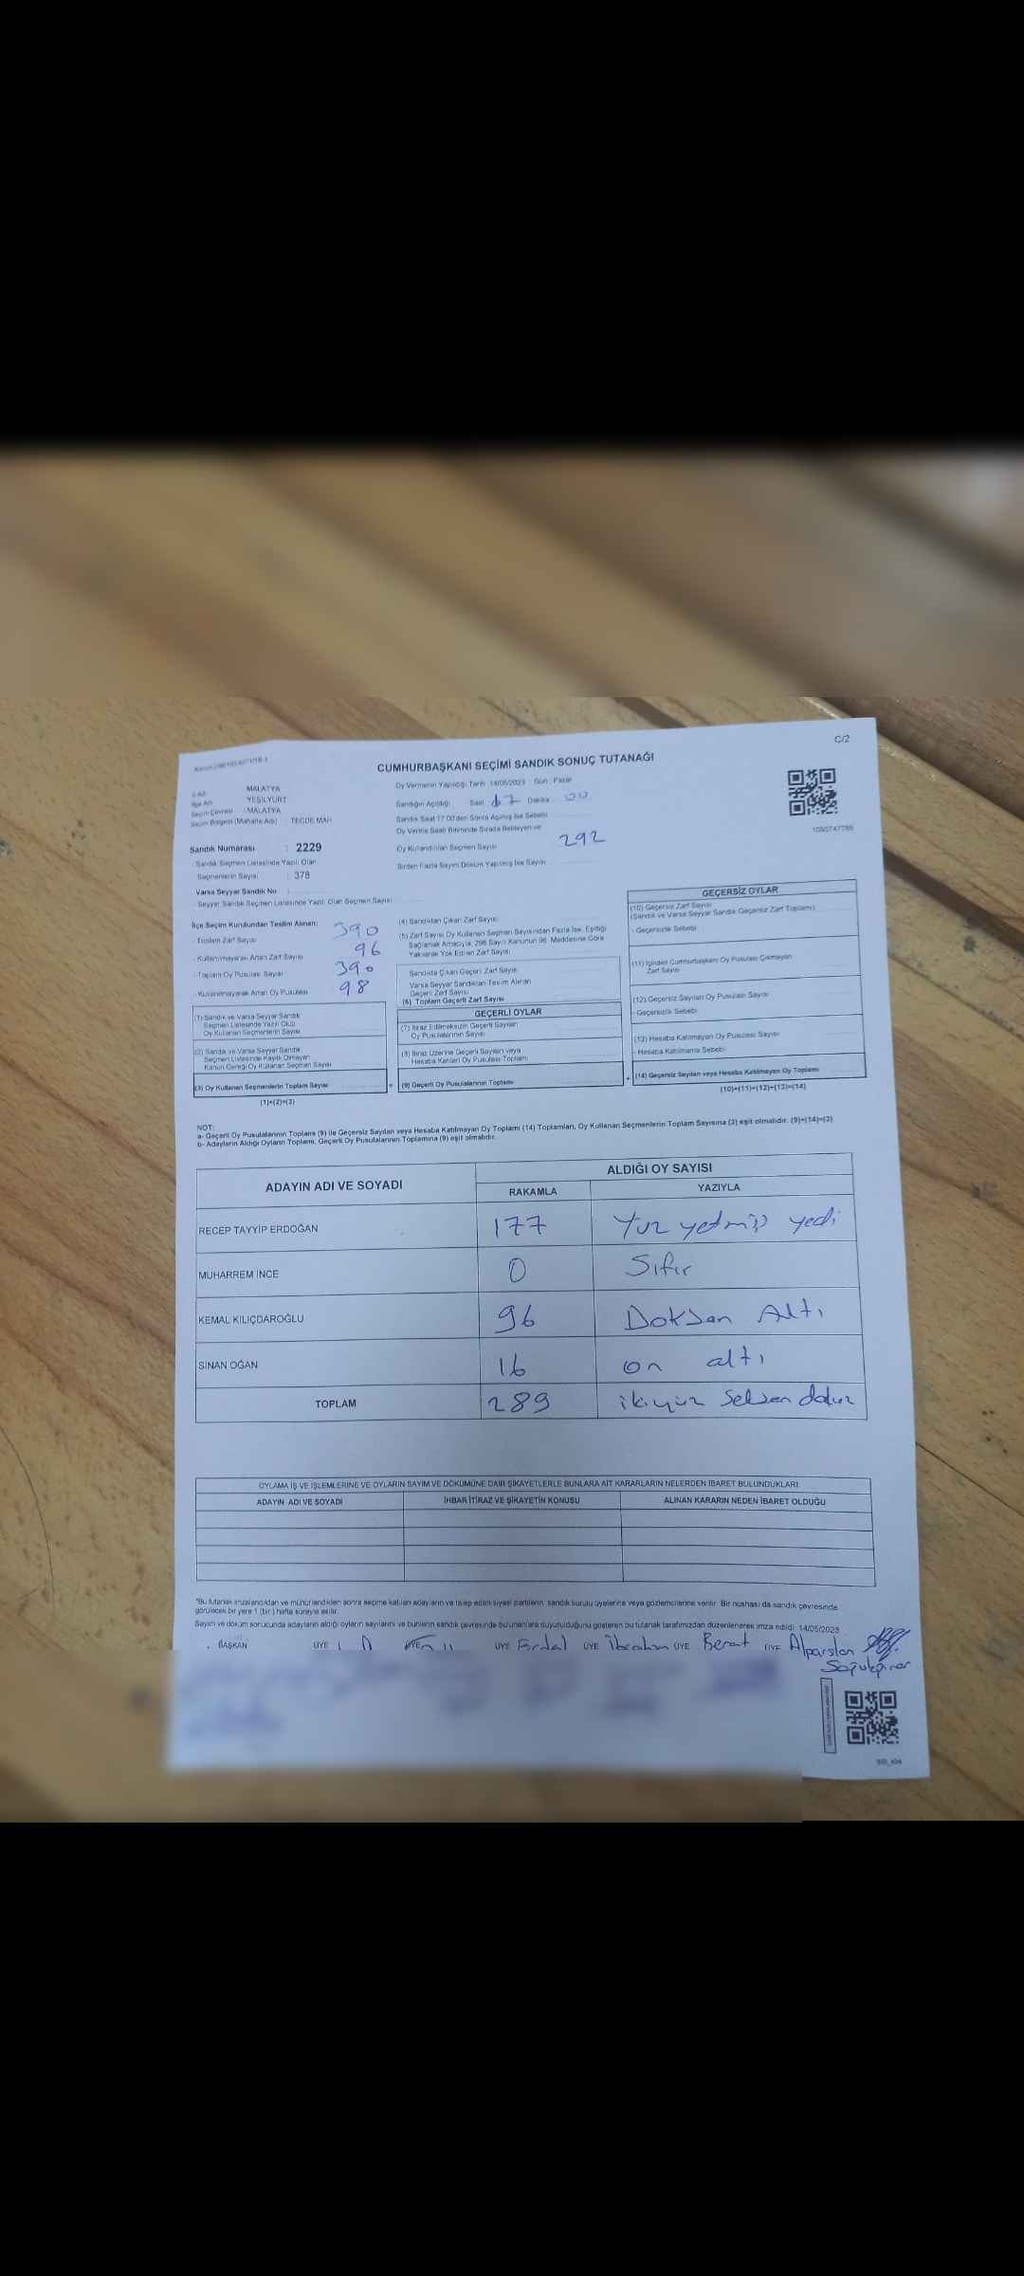 C/2
CUMHURBAŞKANI SEÇİMİ SANDIK SONUÇ TUTANAĞI
MALATYA
YEŞİLYURT
MALATYA
Seçim Bölgesi (Mahalle Adı) TECDE MAH
Oy Vermenin Yapıldığı Tarih 14/05/2023 Gün : Pazar
Sandığın Açıldığı Saat 17 Dakika 00
Sandık Saat 17.00'den Sonra Açılmış İse Sebebi
Oy Kullandırılan Seçmen Sayısı 292
Birden Fazla Sayım Döküm Yapılmış İse Sayısı
Sandık Numarası : 2229
Sandık Seçmen Listesinde Yazılı Olan
Seçmenlerin Sayısı : 378
Varsa Seyyar Sandık No
Seyyar Sandık Seçmen Listesinde Yazılı Olan Seçmen Sayısı
İlçe Seçim Kurulundan Teslim Alınan:
Toplam Zarf Sayısı 390
Kullanılmayarak Artan Zarf Sayısı 96
Toplam Oy Pusulası Sayısı 390
Kullanılmayarak Artan Oy Pusulası 98
(1) Sandık ve Varsa Seyyar Sandık
Seçmen Listesinde Yazılı Olup
Oy Kullanan Seçmenlerin Sayısı
(2) Sandık ve Varsa Seyyar Sandık
Seçmen Listesinde Kayıtlı Olmayan
Kanun Gereği Oy Kullanan Seçmen Sayısı
(3) Oy Kullanan Seçmenlerin Toplam Sayısı
(1)+(2)=(3)
(4) Sandıktan Çıkan Zarf Sayısı
(5) Zarf Sayısı Oy Kullanan Seçmen Sayısından Fazla İse, Eşitliği
Sağlamak Amacıyla, 298 Sayılı Kanunun 98. Maddesine Göre
Yakılarak Yok Edilen Zarf Sayısı
Sandıkta Çıkan Geçerli Zarf Sayısı
Varsa Seyyar Sandıktan Teslim Alınan
Geçerli Zarf Sayısı
(6) Toplam Geçerli Zarf Sayısı
GEÇERLİ OYLAR
(7) İtiraz Edilmeksizin Geçerli Sayılan
Oy Pusulalarının Sayısı
(8) İtiraz Üzerine Geçerli Sayılan veya
Hesaba Katılan Oy Pusulası Toplamı
(9) Geçerli Oy Pusulalarının Toplamı
GEÇERSİZ OYLAR
(10) Geçersiz Zarf Sayısı
(Sandık ve Varsa Seyyar Sandık Geçersiz Zarf Toplamı)
- Geçersizlik Sebebi
(11) İçinden Cumhurbaşkanı Oy Pusulası Çıkmayan
Zarf Sayısı
(12) Geçersiz Sayılan Oy Pusulası Sayısı
- Geçersizlik Sebebi
(13) Hesaba Katılmayan Oy Pusulası Sayısı
- Hesaba Katılmama Sebebi
(14) Geçersiz Sayılan veya Hesaba Katılmayan Oy Toplamı
(10)+(11)+(12)+(13)=(14)
NOT:
a- Geçerli Oy Pusulalarının Toplamı (9) ile Geçersiz Sayılan veya Hesaba Katılmayan Oy Toplamı (14) Toplamları, Oy Kullanan Seçmenlerin Toplam Sayısına (3) eşit olmalıdır. (9)+(14)=(3)
b- Adayların Aldığı Oyların Toplamı, Geçerli Oy Pusulalarının Toplamına (9) eşit olmalıdır.
ADAYIN ADI VE SOYADI ALDIĞI OY SAYISI
RAKAMLA YAZIYLA
RECEP TAYYİP ERDOĞAN 177 Yüz yetmiş yedi
MUHARREM İNCE 0 Sıfır
KEMAL KILIÇDAROĞLU 96 Doksan Altı
SİNAN OĞAN 16 on altı
TOPLAM 289 ikiyüz seksen dokuz
OYLAMA İŞ VE İŞLEMLERİNE VE OYLARIN SAYIM VE DÖKÜMÜNE DAİR ŞİKAYETLERLE BUNLARA AİT KARARLARIN NELERDEN İBARET BULUNDUKLARI
ADAYIN ADI VE SOYADI İHBAR İTİRAZ VE ŞİKAYETİN KONUSU ALINAN KARARIN NEDEN İBARET OLDUĞU
*Bu tutanak imzalandıktan ve mühürlendikten sonra seçime katılan adayların ve talep eden siyasi partilerin sandık kurulu üyelerine veya gözlemcilerine verilir. Bir nüshası da sandık çevresinde
görülecek bir yere 1 (bir) hafta süreyle asılır.
Sayım ve döküm sonucunda adayların aldığı oyların sayılarını ve bunların sandık çevresinde bulunanlara duyurulduğunu gösteren bu tutanak tarafımızdan düzenlenerek imza edildi. 14/05/2023
BAŞKAN ÜYE ÜYE Erdal ÜYE İbrahim ÜYE Berat ÜYE Alparslan
Soğukpınar